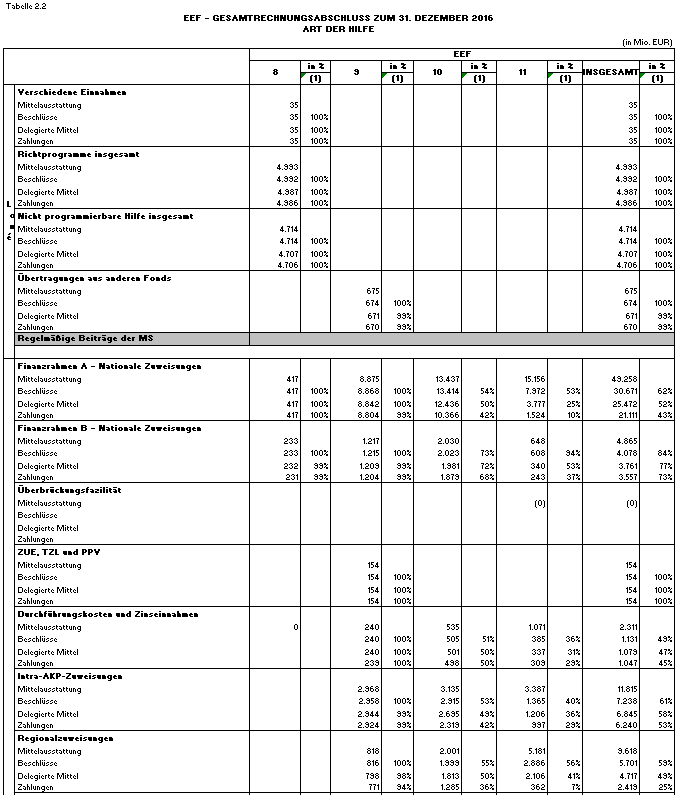 Tabelle 2.2
EEF - GESAMTRECHNUNGSABSCHLUSS ZUM 31. DEZEMBER 2016
ART DER HILFE
(in Mio. EUR)
EEF
8 in % (1) 9 in % (1) 10 in % (1) 11 in % (1) INSGESAMT in % (1)
Lomé
Verschiedene Einnahmen
Mittelausstattung 35 35
Beschlüsse 35 100% 35 100%
Delegierte Mittel 35 100% 35 100%
Zahlungen 35 100% 35 100%
Richtprogramme insgesamt
Mittelausstattung 4.993 4.993
Beschlüsse 4.992 100% 4.992 100%
Delegierte Mittel 4.987 100% 4.987 100%
Zahlungen 4.986 100% 4.986 100%
Nicht programmierbare Hilfe insgesamt
Mittelausstattung 4.714 4.714
Beschlüsse 4.714 100% 4.714 100%
Delegierte Mittel 4.707 100% 4.707 100%
Zahlungen 4.706 100% 4.706 100%
Übertragungen aus anderen Fonds
Mittelausstattung 675 675
Beschlüsse 674 100% 674 100%
Delegierte Mittel 671 99% 671 99%
Zahlungen 670 99% 670 99%
Regelmäßige Beiträge der MS
Finanzrahmen A - Nationale Zuweisungen
Mittelausstattung 417 8.875 13.437 15.156 49.258
Beschlüsse 417 100% 8.868 100% 13.414 54% 7.972 53% 30.671 62%
Delegierte Mittel 417 100% 8.842 100% 12.436 50% 3.777 25% 25.472 52%
Zahlungen 417 100% 8.804 99% 10.366 42% 1.524 10% 21.111 43%
Finanzrahmen B - Nationale Zuweisungen
Mittelausstattung 233 1.217 2.030 648 4.865
Beschlüsse 233 100% 1.215 100% 2.023 73% 608 94% 4.078 84%
Delegierte Mittel 232 99% 1.209 99% 1.981 72% 340 53% 3.761 77%
Zahlungen 231 99% 1.204 99% 1.879 68% 243 37% 3.557 73%
Überbrückungsfazilität
Mittelausstattung (0) (0)
Beschlüsse
Delegierte Mittel
Zahlungen
ZUE, TZL und PPV
Mittelausstattung 154 154
Beschlüsse 154 100% 154 100%
Delegierte Mittel 154 100% 154 100%
Zahlungen 154 100% 154 100%
Durchführungskosten und Zinseinnahmen
Mittelausstattung 0 240 535 1.071 2.311
Beschlüsse 240 100% 505 51% 385 36% 1.131 49%
Delegierte Mittel 240 100% 501 50% 337 31% 1.079 47%
Zahlungen 239 100% 498 50% 309 29% 1.047 45%
Intra-AKP-Zuweisungen
Mittelausstattung 2.968 3.135 3.387 11.815
Beschlüsse 2.958 100% 2.915 53% 1.365 40% 7.238 61%
Delegierte Mittel 2.944 99% 2.695 49% 1.206 36% 6.845 58%
Zahlungen 2.924 99% 2.319 42% 997 29% 6.240 53%
Regionalzuweisungen
Mittelausstattung 818 2.001 5.181 9.618
Beschlüsse 816 100% 1.999 55% 2.886 56% 5.701 59%
Delegierte Mittel 798 98% 1.813 50% 2.106 41% 4.717 49%
Zahlungen 771 94% 1.285 36% 362 7% 2.419 25%